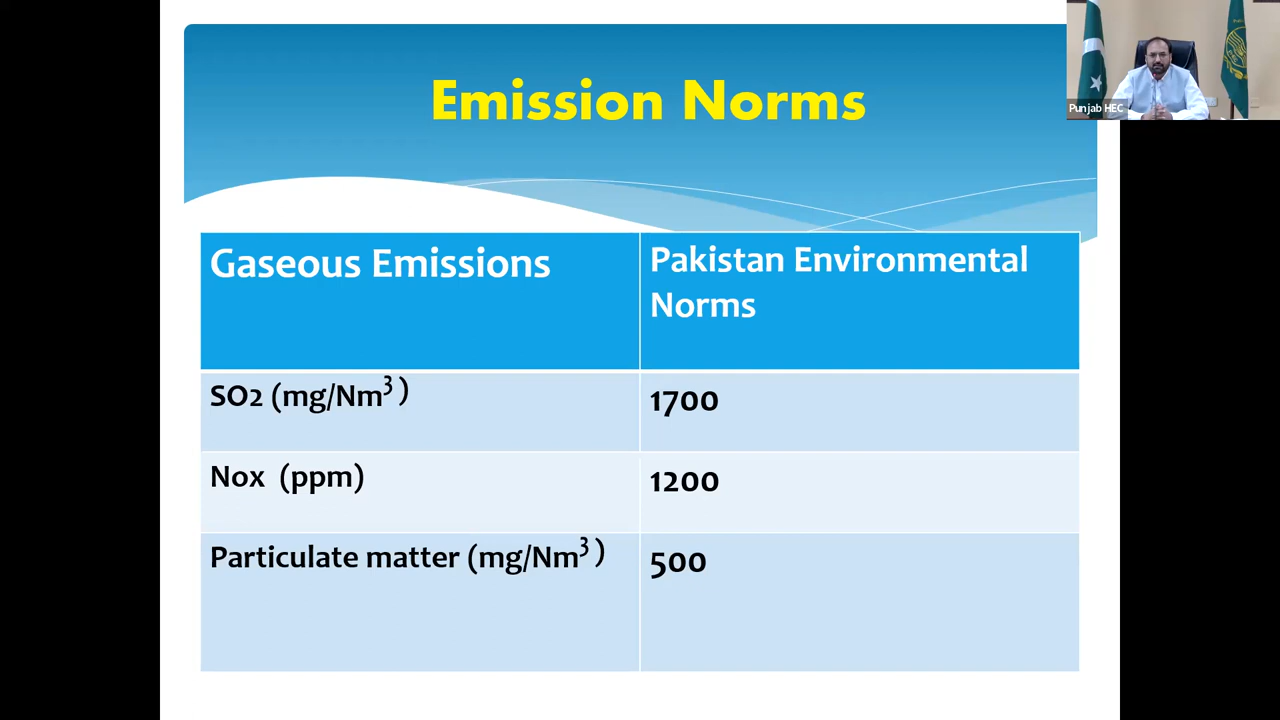 Emission Norms
Punjab HEC
Gaseous Emissions
Pakistan Environmental
Norms
SO2 (mg/Nm³ )
1700
Nox (ppm)
1200
Particulate matter (mg/Nm³ )
500